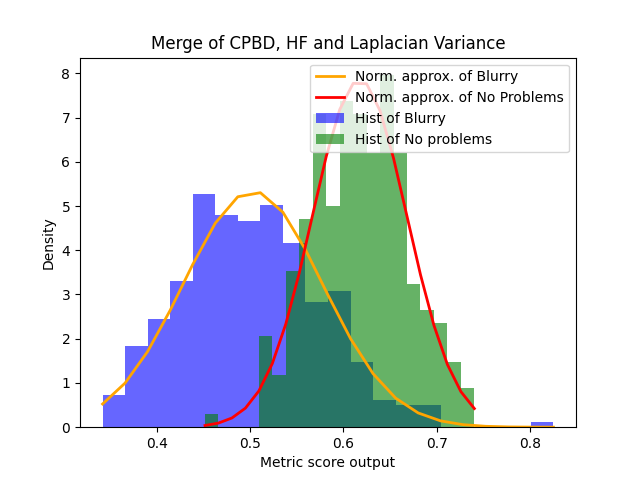 Merge of CPBD, HF and Laplacian Variance
Norm. approx. of Blurry
Norm. approx. of No Problems
Hist of Blurry
Hist of No problems
Density
8
7
6
5
4
3
2
1
0
0.4 0.5 0.6 0.7 0.8
Metric score output